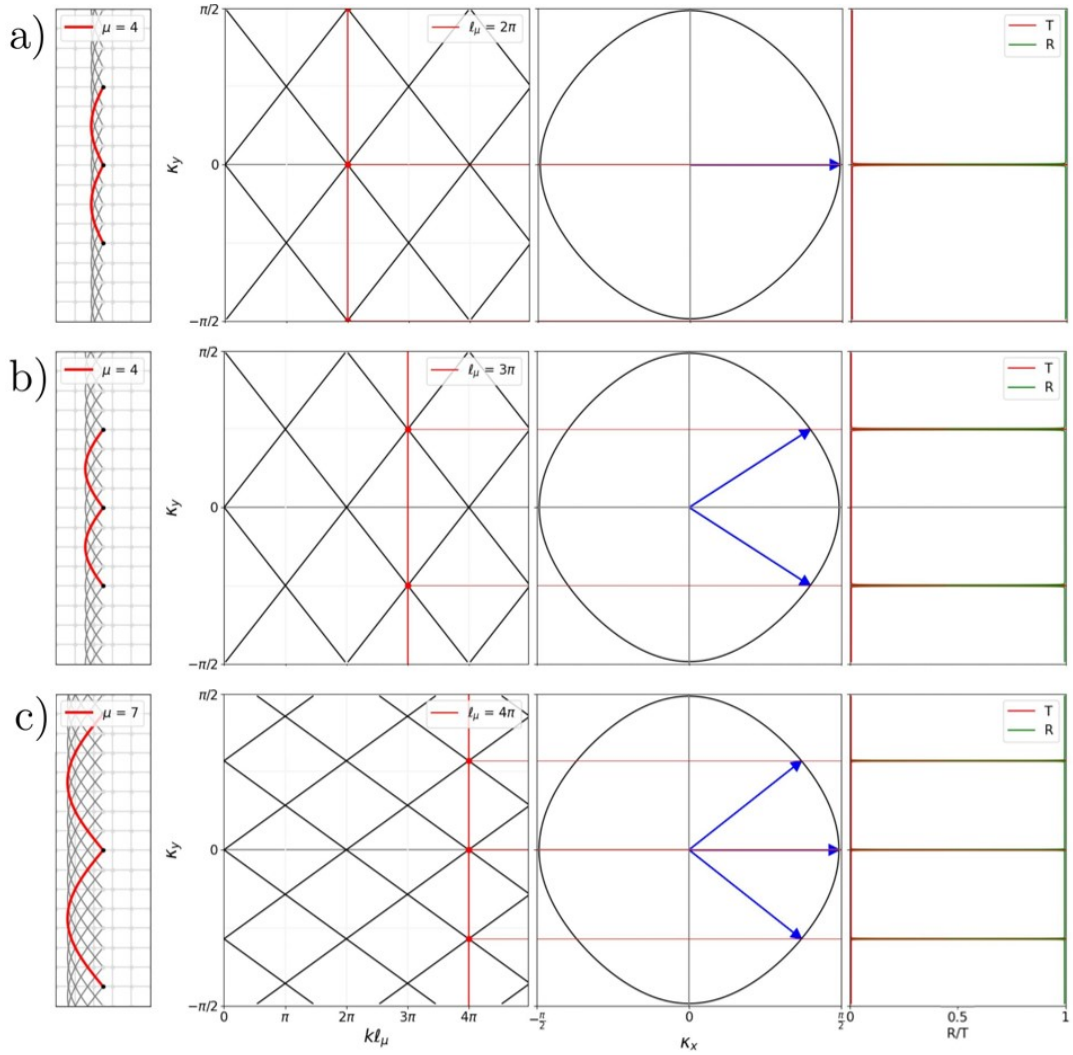 a)
μ = 4
π/2
0
−π/2
κy
ℓμ = 2π
T
R
b)
μ = 4
π/2
0
−π/2
κy
ℓμ = 3π
T
R
c)
μ = 7
π/2
0
−π/2
κy
ℓμ = 4π
T
R
0 π 2π 3π 4π
kℓμ
−π/2 0 π/2
κx
0 0.5 1
R/T